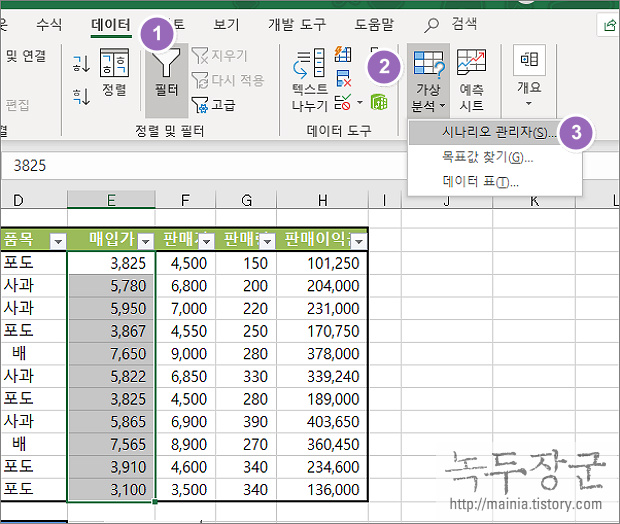 수식 데이터 보기 개발 도구 도움말 검색
1
및 연결
편집
정렬
필터
지우기
다시 적용
고급
정렬 및 필터
텍스트
나누기
데이터 도구
2
가상
분석
예측
시트
개요
시나리오 관리자(S)... 3
목표값 찾기(G)...
데이터 표(T)...
3825
D E F G H I J K L
품목 매입가 판매가 판매량 판매이익금
포도 3,825 4,500 150 101,250
사과 5,780 6,800 200 204,000
사과 5,950 7,000 220 231,000
포도 3,867 4,550 250 170,750
배 7,650 9,000 280 378,000
사과 5,822 6,850 330 339,240
포도 3,825 4,500 280 189,000
사과 5,865 6,900 390 403,650
배 7,565 8,900 270 360,450
포도 3,910 4,600 340 234,600
포도 3,100 3,500 340 136,000
녹두장군
http://mainia.tistory.com